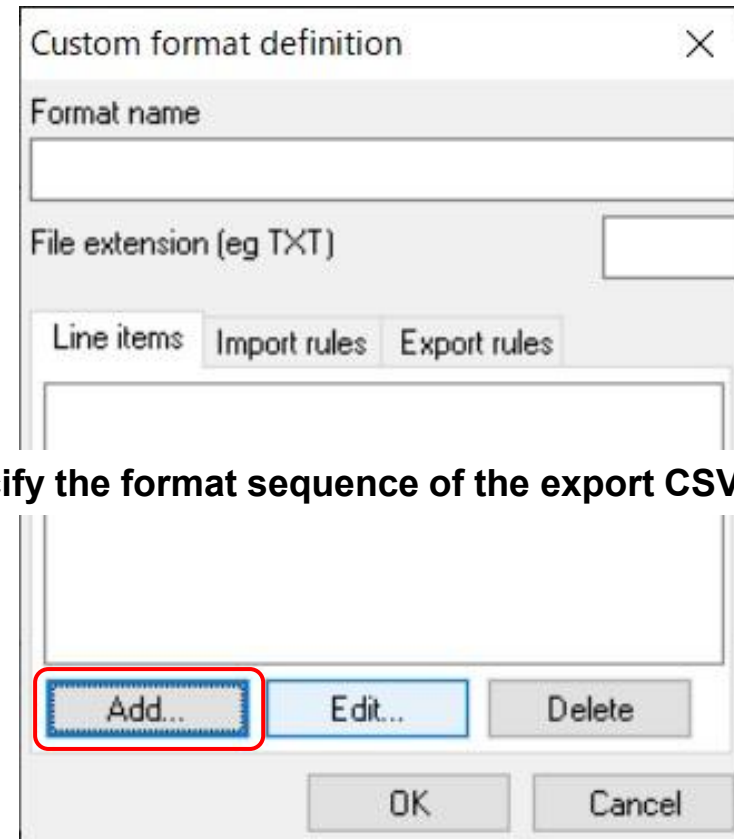 Custom format definition
Format name
File extension (eg TXT)
Line items Import rules Export rules
ify the format sequence of the export CSV
Add... Edit... Delete
OK Cancel